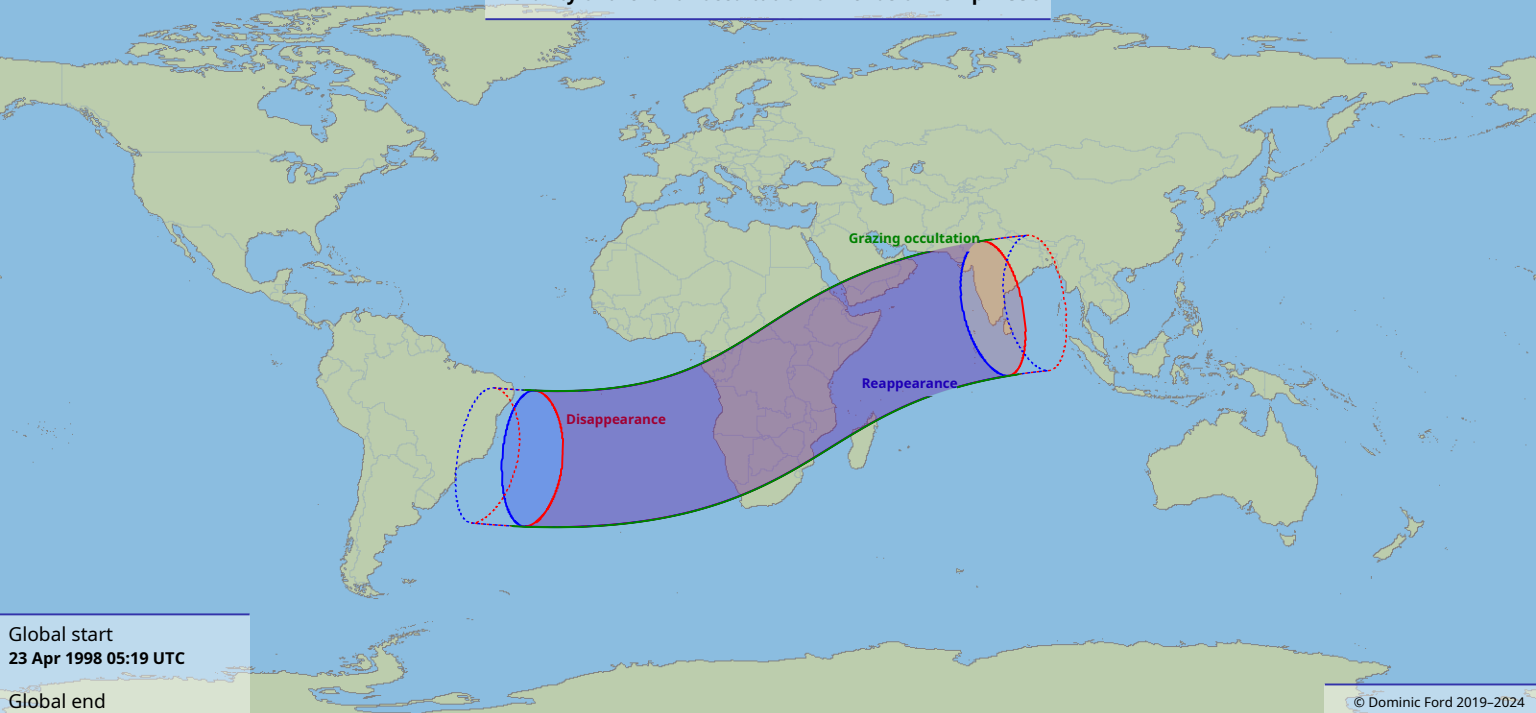 Grazing occultation
Reappearance
Disappearance
Global start
23 Apr 1998 05:19 UTC
Global end
© Dominic Ford 2019–2024